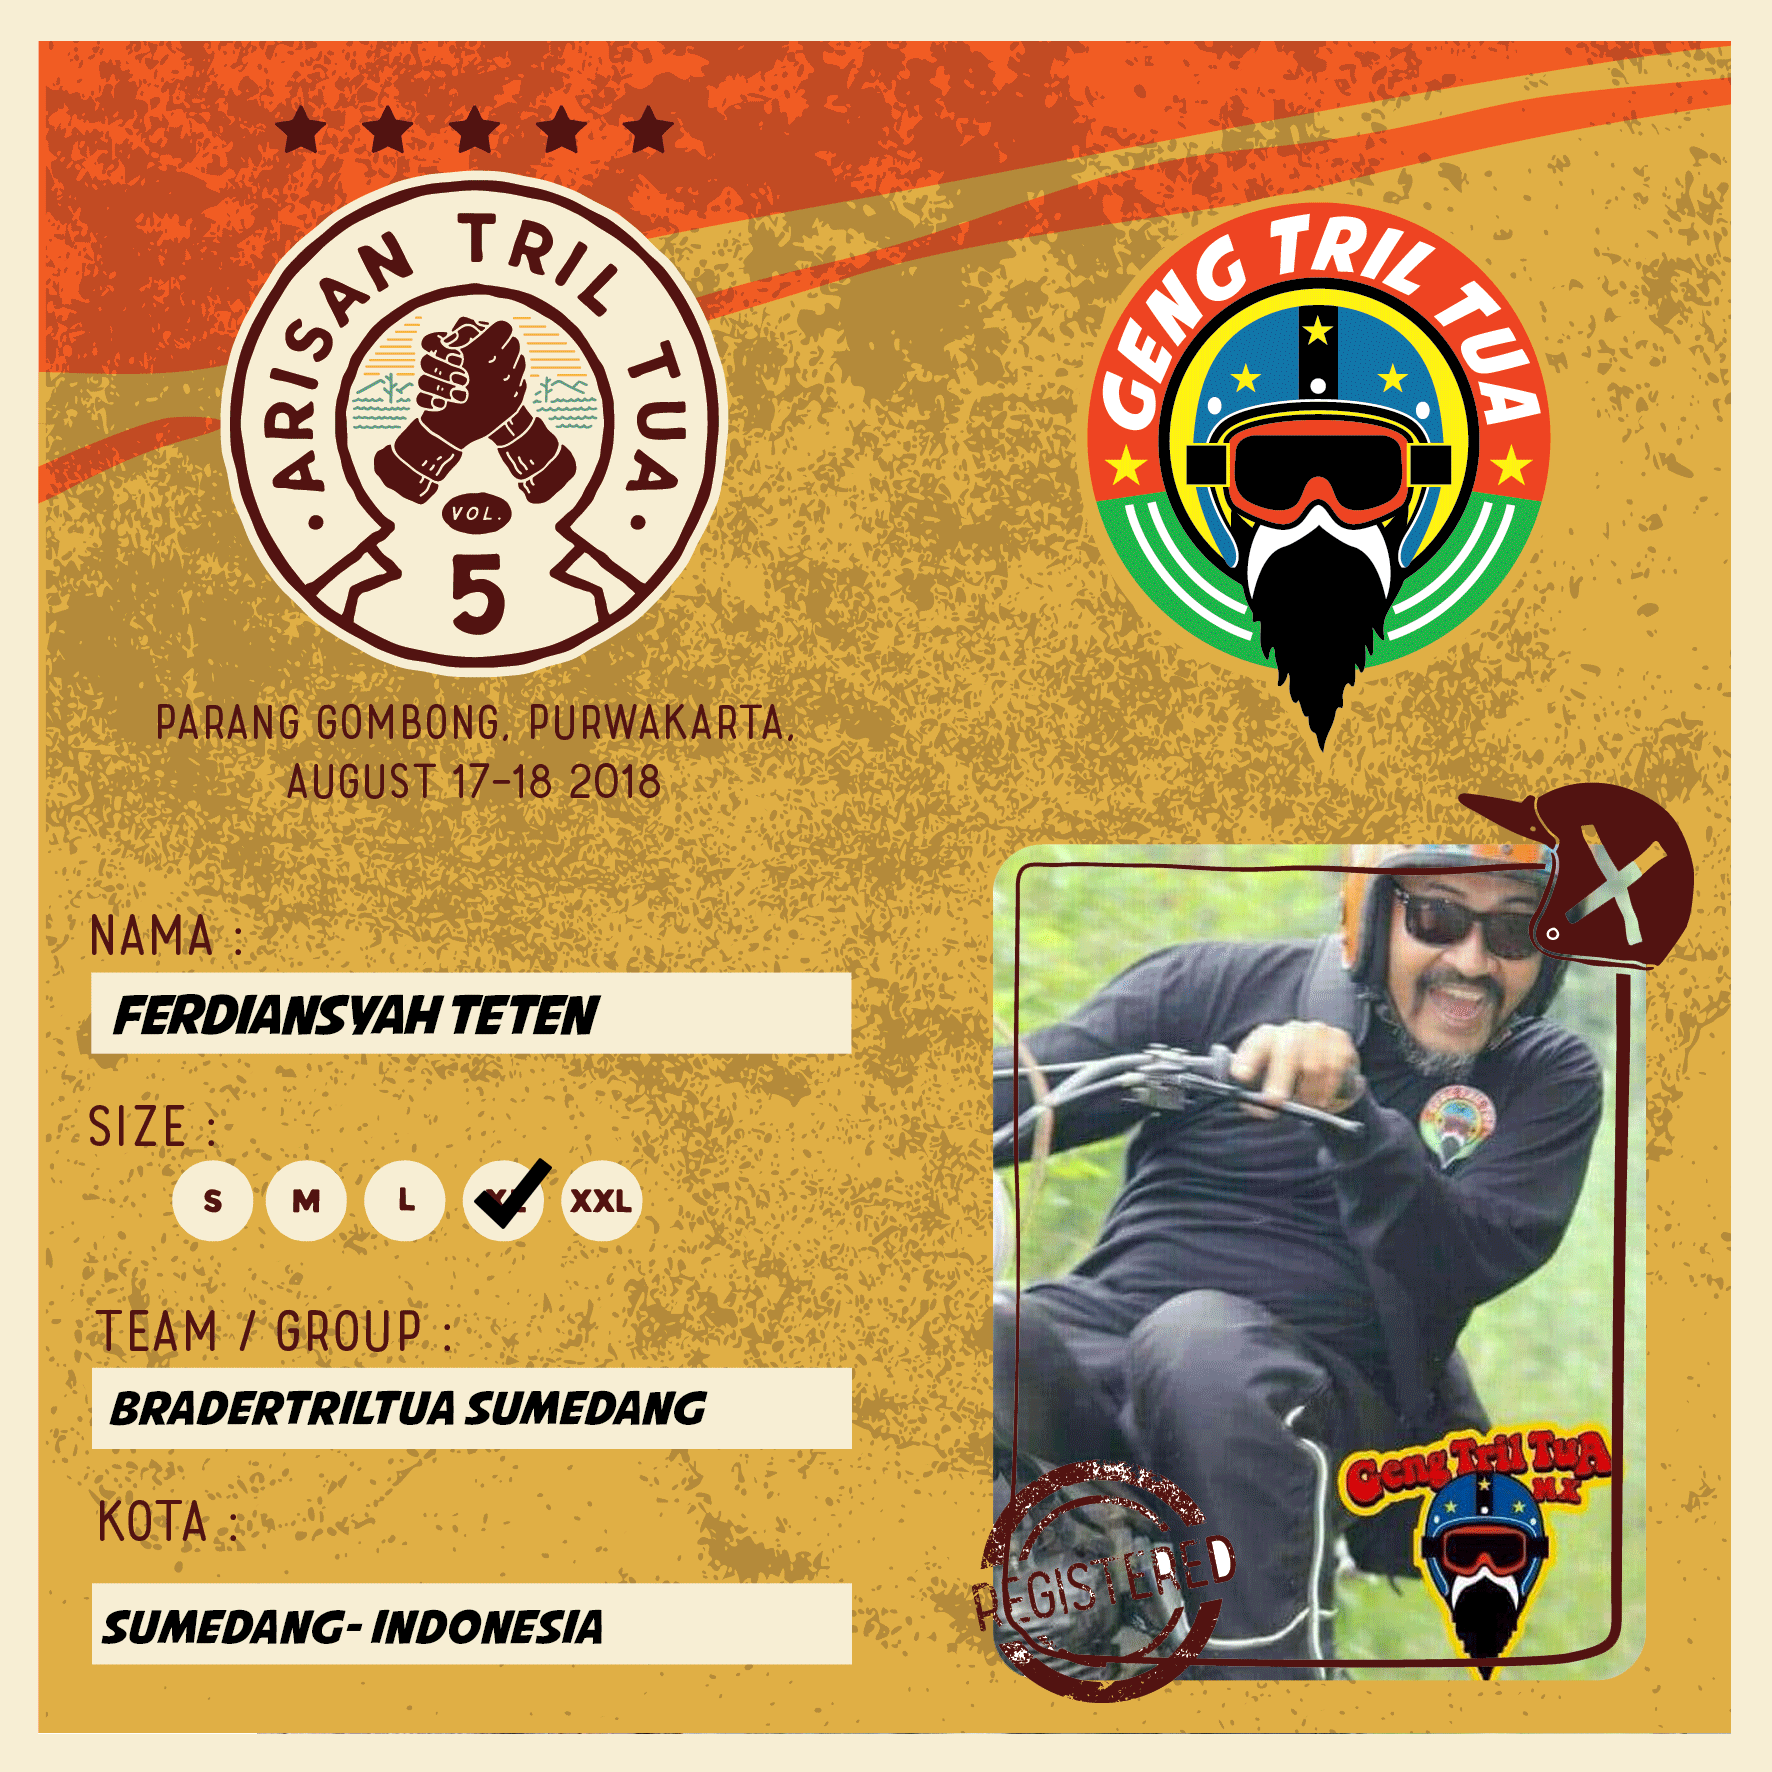 ARISAN TRIL TUA
VOL.
5
PARANG GOMBONG, PURWAKARTA,
AUGUST 17-18 2018
GENG TRIL TUA
NAMA :
FERDIANSYAH TETEN
SIZE :
S M L XL XXL
TEAM / GROUP :
BRADERTRILTUA SUMEDANG
KOTA :
SUMEDANG- INDONESIA
REGISTERED
Geng Tril TuA
MX